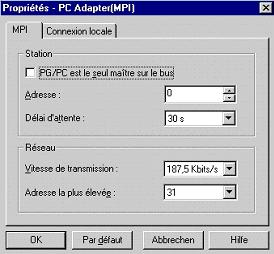 Propriétés - PC Adapter(MPI)
MPI
Connexion locale
Station
PG/PC est le seul maître sur le bus
Adresse :
0
Délai d'attente :
30 s
Réseau
Vitesse de transmission :
187,5 Kbits/s
Adresse la plus élevée :
31
OK
Par défaut
Abbrechen
Hilfe